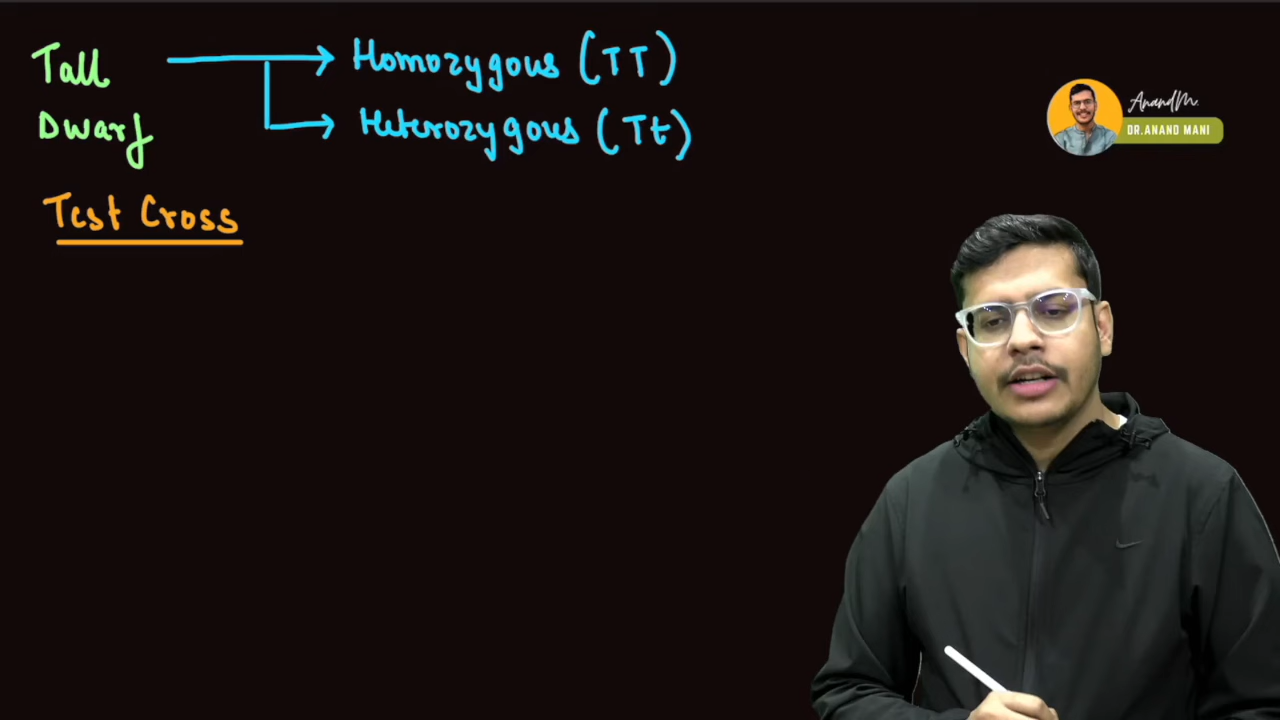 Tall → Homozygous (TT)
Dwarf → Heterozygous (Tt)
Test Cross
AnandM.
DR.ANAND MANI